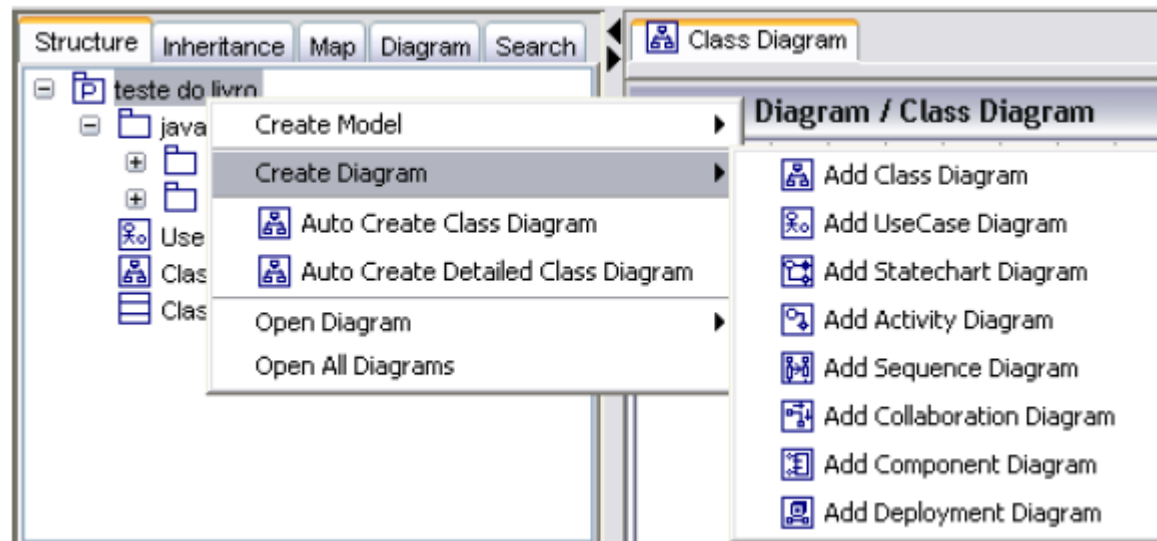 Structure Inheritance Map Diagram Search
Class Diagram
teste do livro
java
Use
Clas
Clas
Create Model
Create Diagram
Auto Create Class Diagram
Auto Create Detailed Class Diagram
Open Diagram
Open All Diagrams
Diagram / Class Diagram
Add Class Diagram
Add UseCase Diagram
Add Statechart Diagram
Add Activity Diagram
Add Sequence Diagram
Add Collaboration Diagram
Add Component Diagram
Add Deployment Diagram